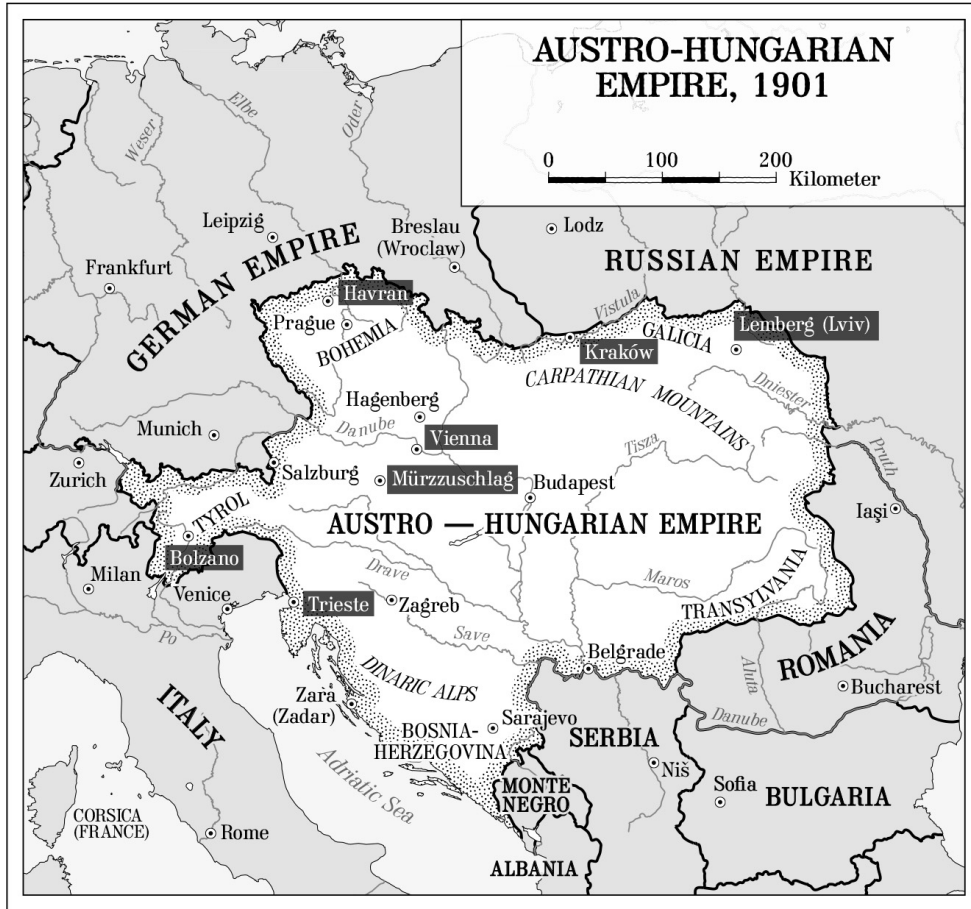 AUSTRO-HUNGARIAN
EMPIRE, 1901
0 100 200
Kilometer
Weser
Elbe
Oder
Leipzig
Breslau
(Wroclaw)
Lodz
GERMAN EMPIRE
RUSSIAN EMPIRE
Frankfurt
Havran
Vistula
Prague
BOHEMIA
GALICIA
Lemberg (Lviv)
Kraków
CARPATHIAN MOUNTAINS
Dniester
Hagenberg
Munich
Danube
Vienna
Tisza
Pruth
Zurich
Salzburg
Mürzzuschlag
Budapest
TYROL
AUSTRO — HUNGARIAN EMPIRE
Iaşi
Bolzano
Milan
Venice
Drave
Maros
TRANSYLVANIA
Trieste
Zagreb
Po
Save
Belgrade
ROMANIA
Aluta
ITALY
DINARIC ALPS
Zara
(Zadar)
Bucharest
BOSNIA-
HERZEGOVINA
Sarajevo
SERBIA
Danube
Adriatic Sea
Niš
MONTE
NEGRO
Sofia
BULGARIA
CORSICA
(FRANCE)
Rome
ALBANIA